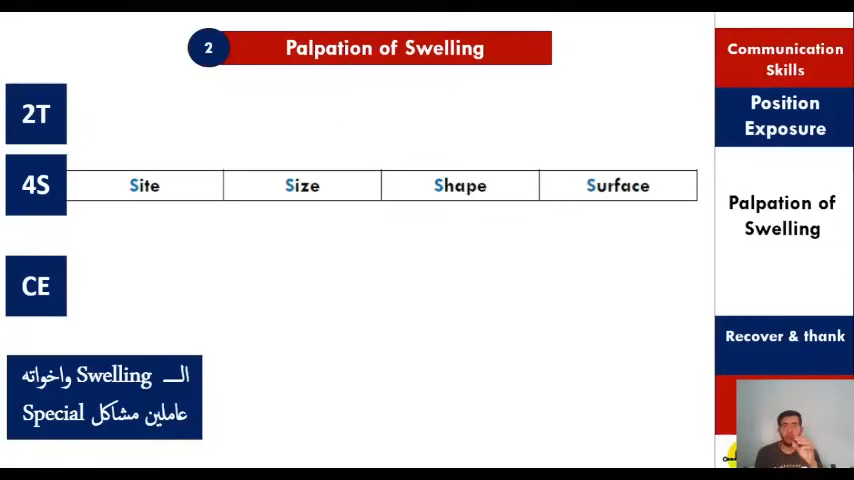 2
Palpation of Swelling
2T
4S
Site
Size
Shape
Surface
CE
الـــ Swelling واخواته
عاملين مشاكل Special
Communication
Skills
Position
Exposure
Palpation of
Swelling
Recover & thank